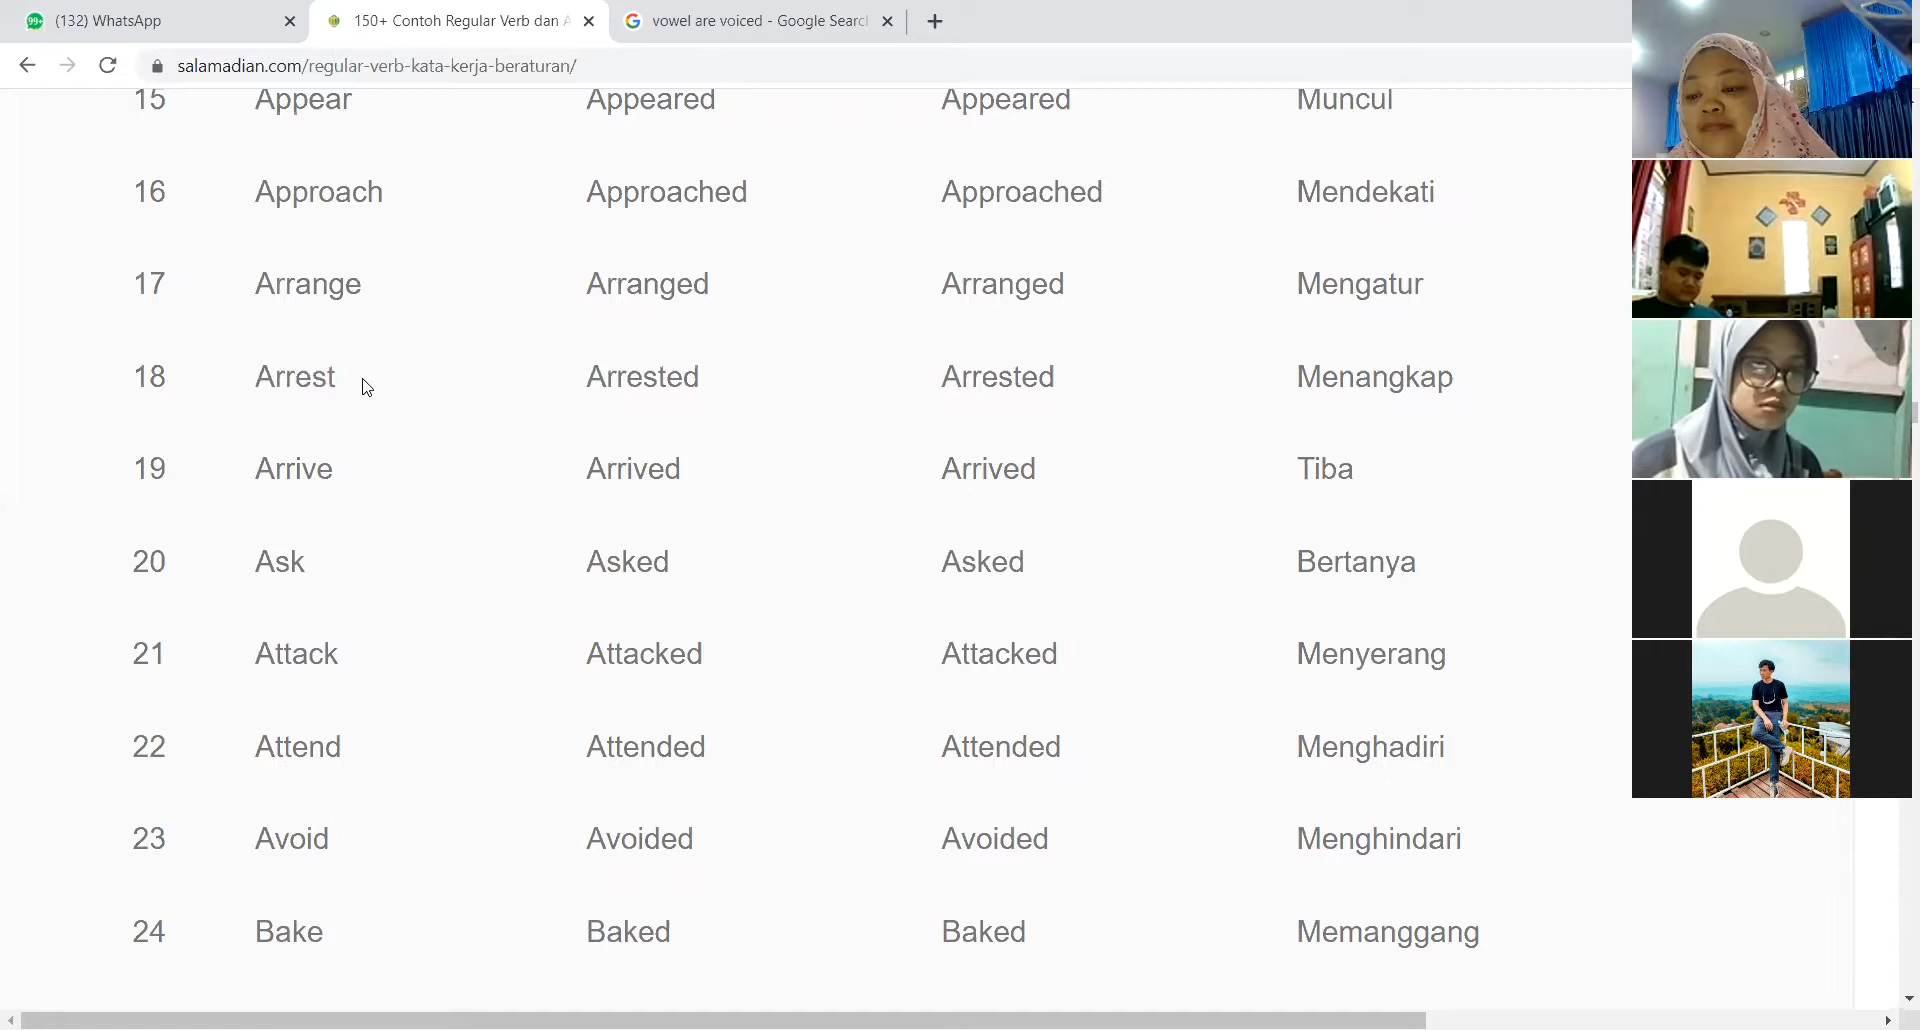 (132) WhatsApp
150+ Contoh Regular Verb dan
vowel are voiced - Google Search
salamadian.com/regular-verb-kata-kerja-beraturan/
15 Appear Appeared Appeared Muncul
16 Approach Approached Approached Mendekati
17 Arrange Arranged Arranged Mengatur
18 Arrest Arrested Arrested Menangkap
19 Arrive Arrived Arrived Tiba
20 Ask Asked Asked Bertanya
21 Attack Attacked Attacked Menyerang
22 Attend Attended Attended Menghadiri
23 Avoid Avoided Avoided Menghindari
24 Bake Baked Baked Memanggang